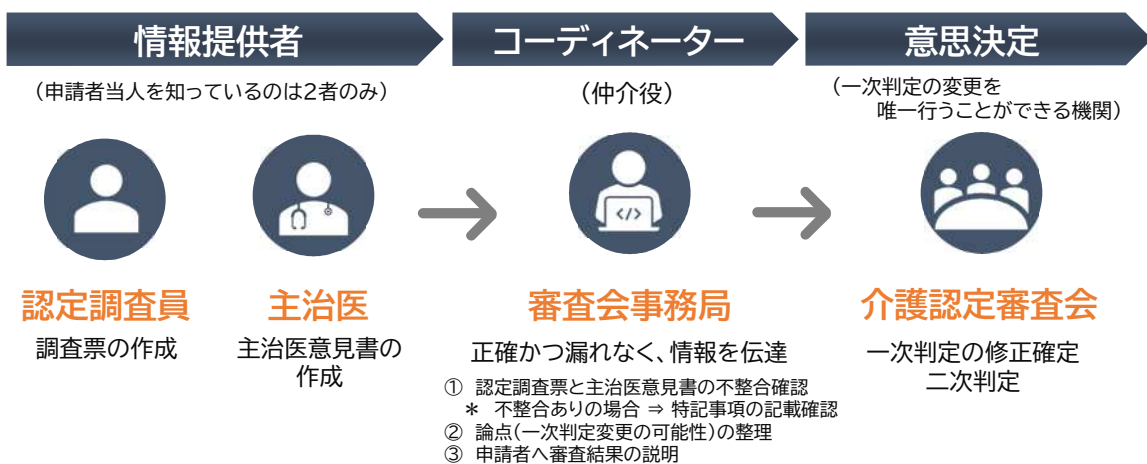 情報提供者
(申請者当人を知っているのは2者のみ)
認定調査員
調査票の作成
主治医
主治医意見書の
作成
コーディネーター
(仲介役)
</>
審査会事務局
正確かつ漏れなく、情報を伝達
① 認定調査票と主治医意見書の不整合確認
＊ 不整合ありの場合 ⇒ 特記事項の記載確認
② 論点(一次判定変更の可能性)の整理
③ 申請者へ審査結果の説明
意思決定
(一次判定の変更を
唯一行うことができる機関)
介護認定審査会
一次判定の修正確定
二次判定